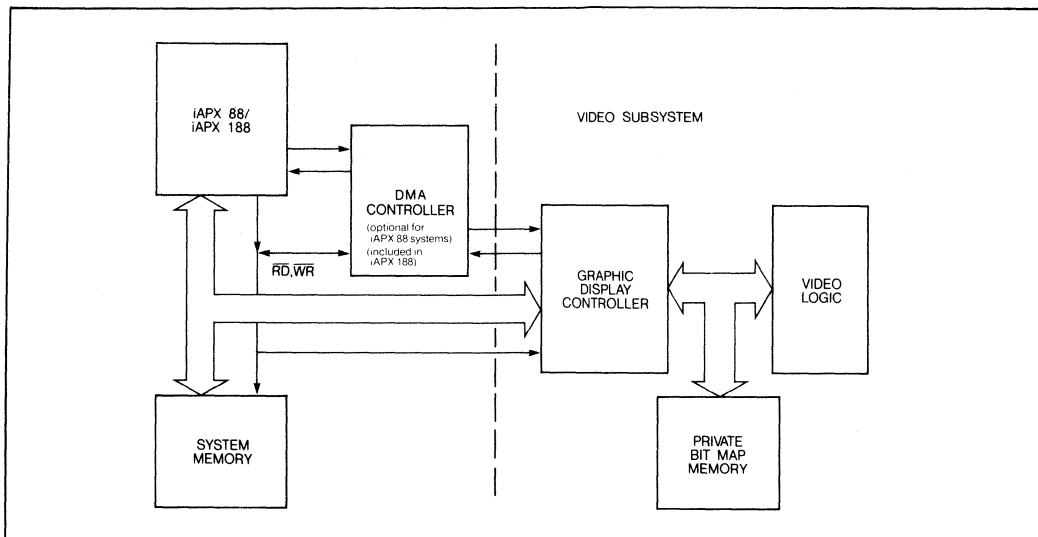 iAPX 88/
iAPX 188
VIDEO SUBSYSTEM
DMA
CONTROLLER
(optional for
iAPX 88 systems)
(included in
iAPX 188)
RD,WR
GRAPHIC
DISPLAY
CONTROLLER
VIDEO
LOGIC
SYSTEM
MEMORY
PRIVATE
BIT MAP
MEMORY